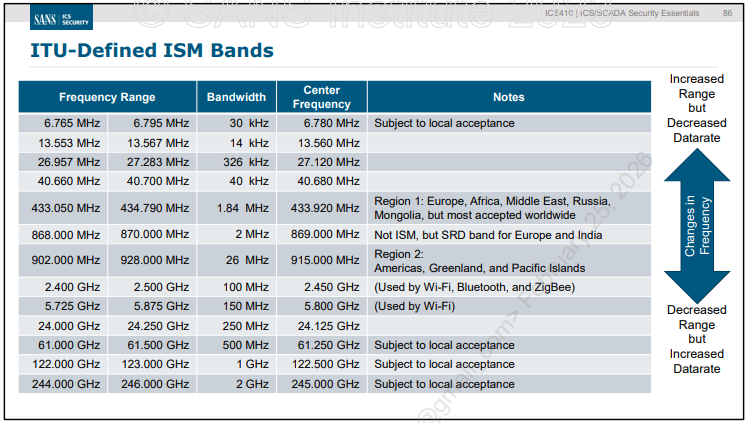 © SANS Institute 2026
SANS ICS SECURITY
ICS410 | ICS/SCADA Security Essentials 86
ITU-Defined ISM Bands
Frequency Range Bandwidth Center Frequency Notes
6.765 MHz 6.795 MHz 30 kHz 6.780 MHz Subject to local acceptance
13.553 MHz 13.567 MHz 14 kHz 13.560 MHz
26.957 MHz 27.283 MHz 326 kHz 27.120 MHz
40.660 MHz 40.700 MHz 40 kHz 40.680 MHz
433.050 MHz 434.790 MHz 1.84 MHz 433.920 MHz Region 1: Europe, Africa, Middle East, Russia,
Mongolia, but most accepted worldwide
868.000 MHz 870.000 MHz 2 MHz 869.000 MHz Not ISM, but SRD band for Europe and India
902.000 MHz 928.000 MHz 26 MHz 915.000 MHz Region 2:
Americas, Greenland, and Pacific Islands
2.400 GHz 2.500 GHz 100 MHz 2.450 GHz (Used by Wi-Fi, Bluetooth, and ZigBee)
5.725 GHz 5.875 GHz 150 MHz 5.800 GHz (Used by Wi-Fi)
24.000 GHz 24.250 GHz 250 MHz 24.125 GHz
61.000 GHz 61.500 GHz 500 MHz 61.250 GHz Subject to local acceptance
122.000 GHz 123.000 GHz 1 GHz 122.500 GHz Subject to local acceptance
244.000 GHz 246.000 GHz 2 GHz 245.000 GHz Subject to local acceptance
Increased
Range
but
Decreased
Datarate
Changes in
Frequency
Decreased
Range
but
Increased
Datarate
@gmail.com> February 25, 2026